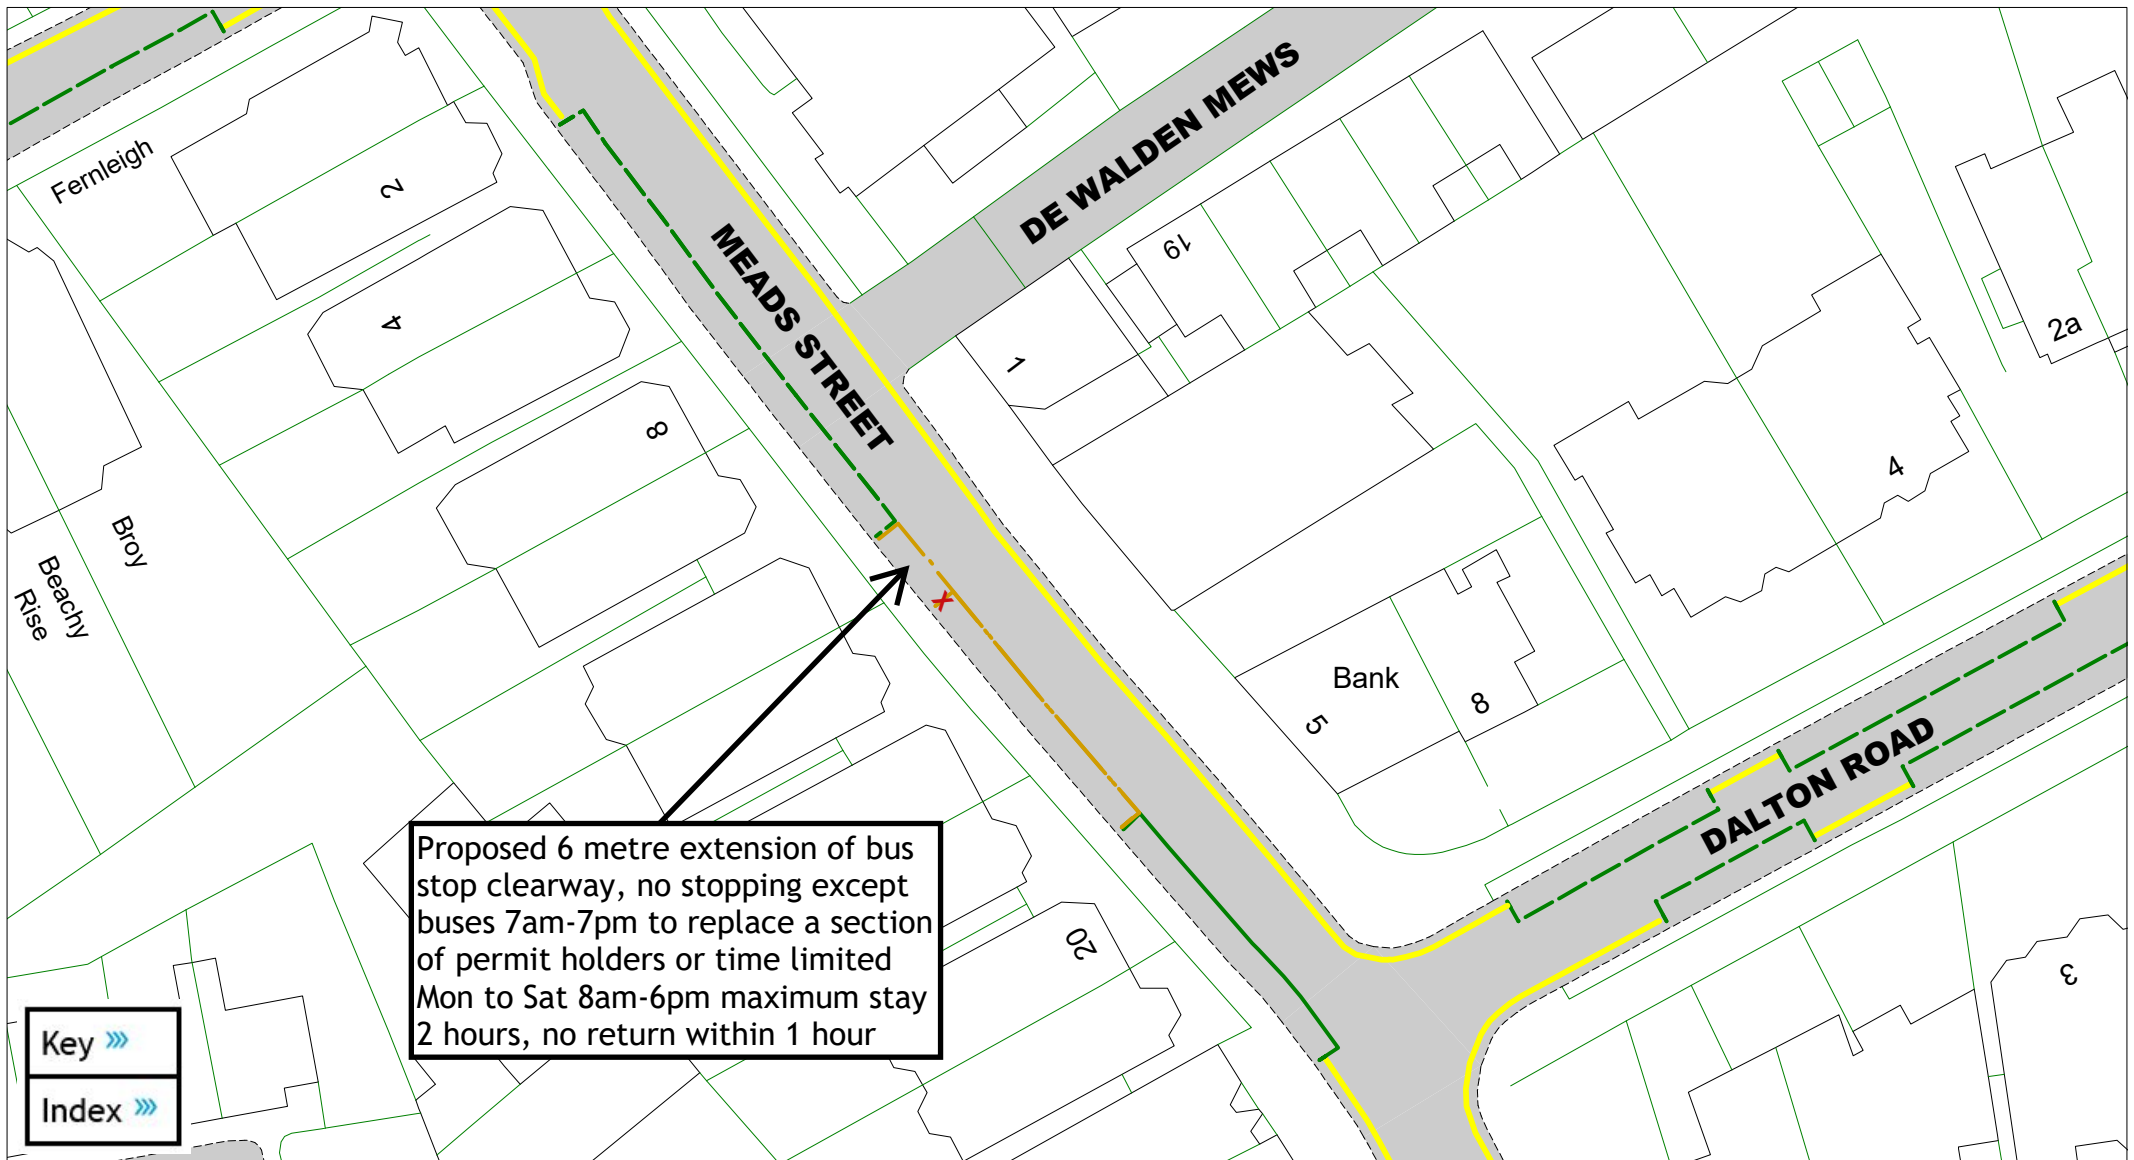 Fernleigh
2
4
8
Broy
Beachy
Rise
MEADS STREET
DE WALDEN MEWS
19
1
2a
4
X
Bank
5
8
DALTON ROAD
20
3
Proposed 6 metre extension of bus
stop clearway, no stopping except
buses 7am-7pm to replace a section
of permit holders or time limited
Mon to Sat 8am-6pm maximum stay
2 hours, no return within 1 hour
Key »»
Index »»